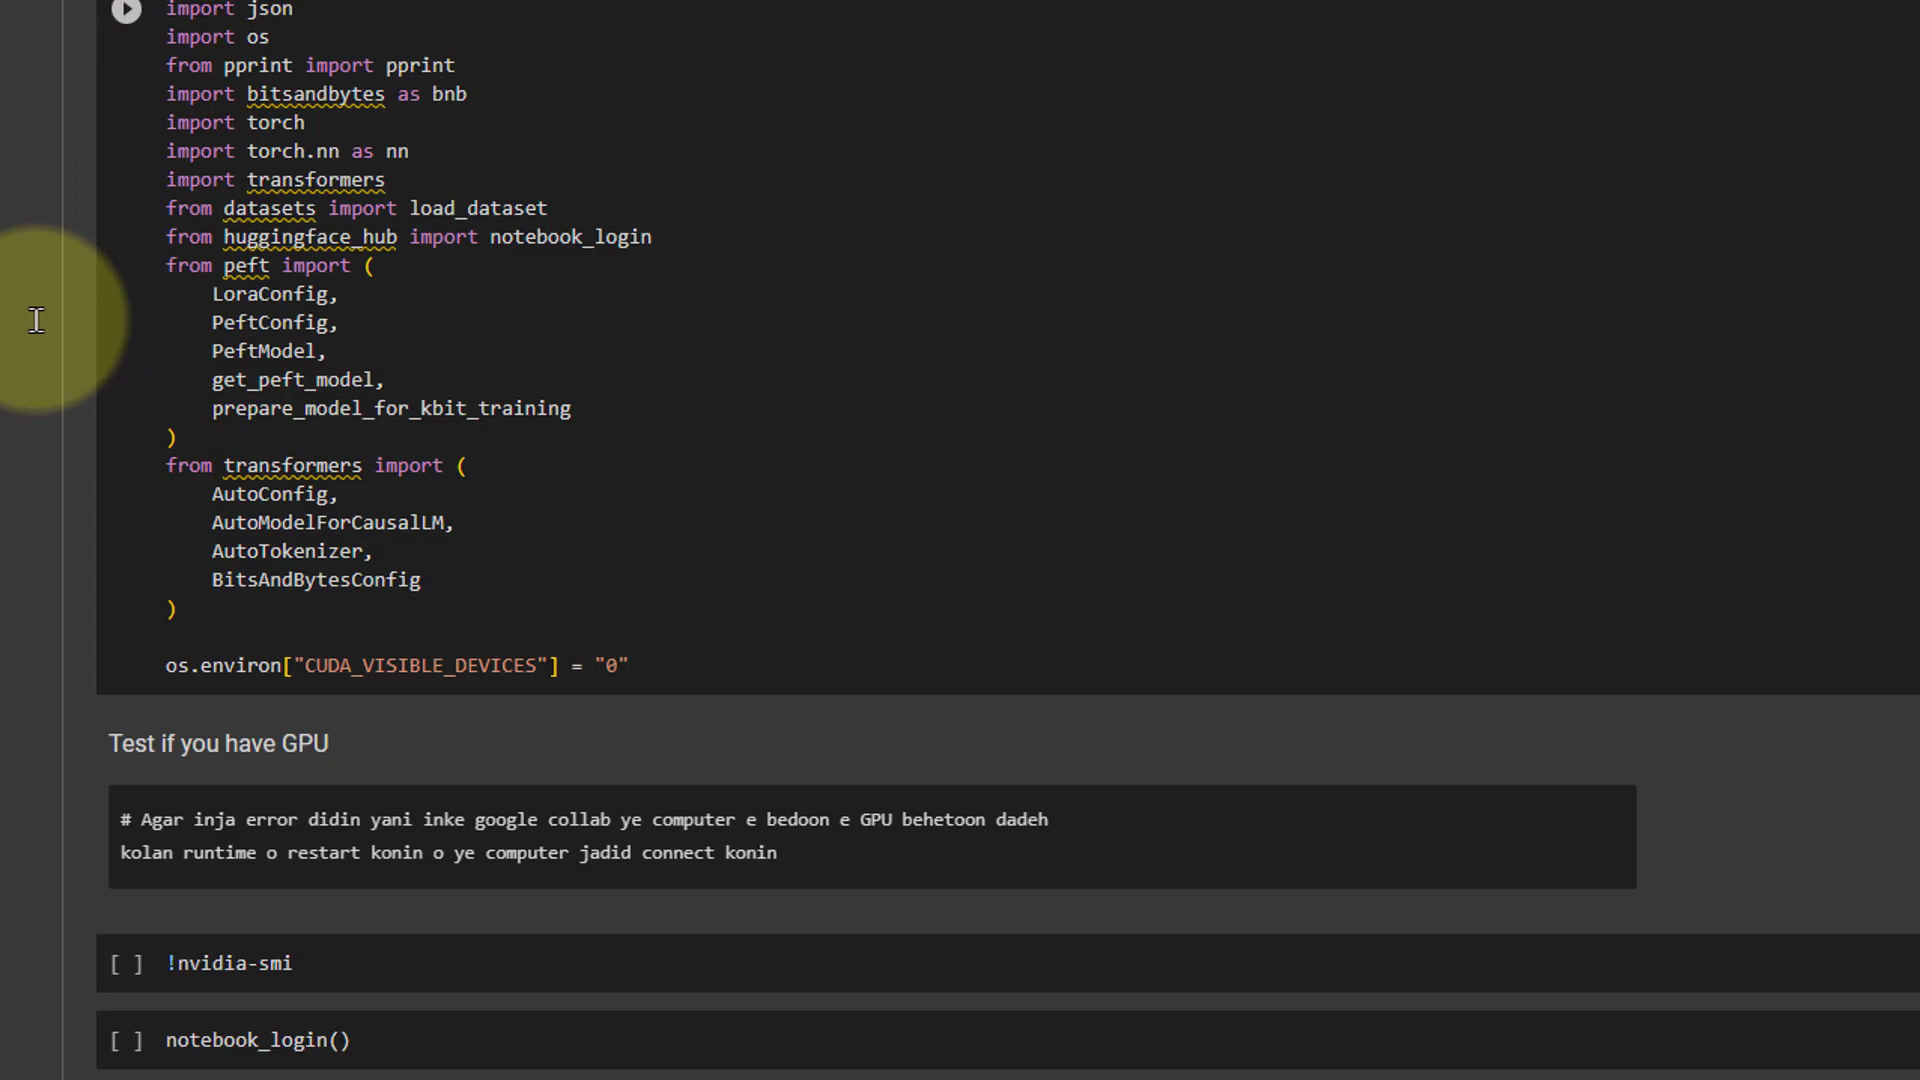 import json
import os
from pprint import pprint
import bitsandbytes as bnb
import torch
import torch.nn as nn
import transformers
from datasets import load_dataset
from huggingface_hub import notebook_login
from peft import (
    LoraConfig,
    PeftConfig,
    PeftModel,
    get_peft_model,
    prepare_model_for_kbit_training
)
from transformers import (
    AutoConfig,
    AutoModelForCausalLM,
    AutoTokenizer,
    BitsAndBytesConfig
)
os.environ["CUDA_VISIBLE_DEVICES"] = "0"
Test if you have GPU
# Agar inja error didin yani inke google collab ye computer e bedoon e GPU behetoon dadeh
kolan runtime o restart konin o ye computer jadid connect konin
[ ] !nvidia-smi
[ ] notebook_login()